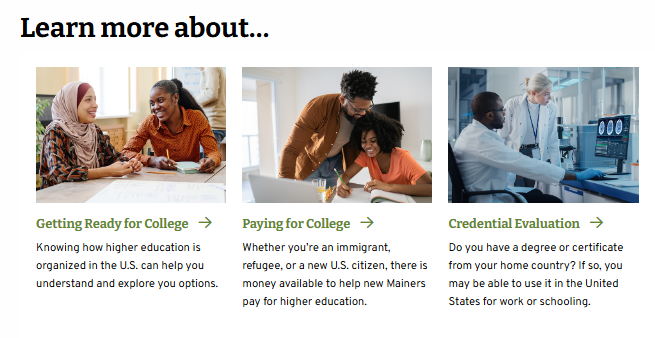 Learn more about...
Getting Ready for College →
Knowing how higher education is
organized in the U.S. can help you
understand and explore you options.
Paying for College →
Whether you're an immigrant,
refugee, or a new U.S. citizen, there is
money available to help new Mainers
pay for higher education.
Credential Evaluation →
Do you have a degree or certificate
from your home country? If so, you
may be able to use it in the United
States for work or schooling.